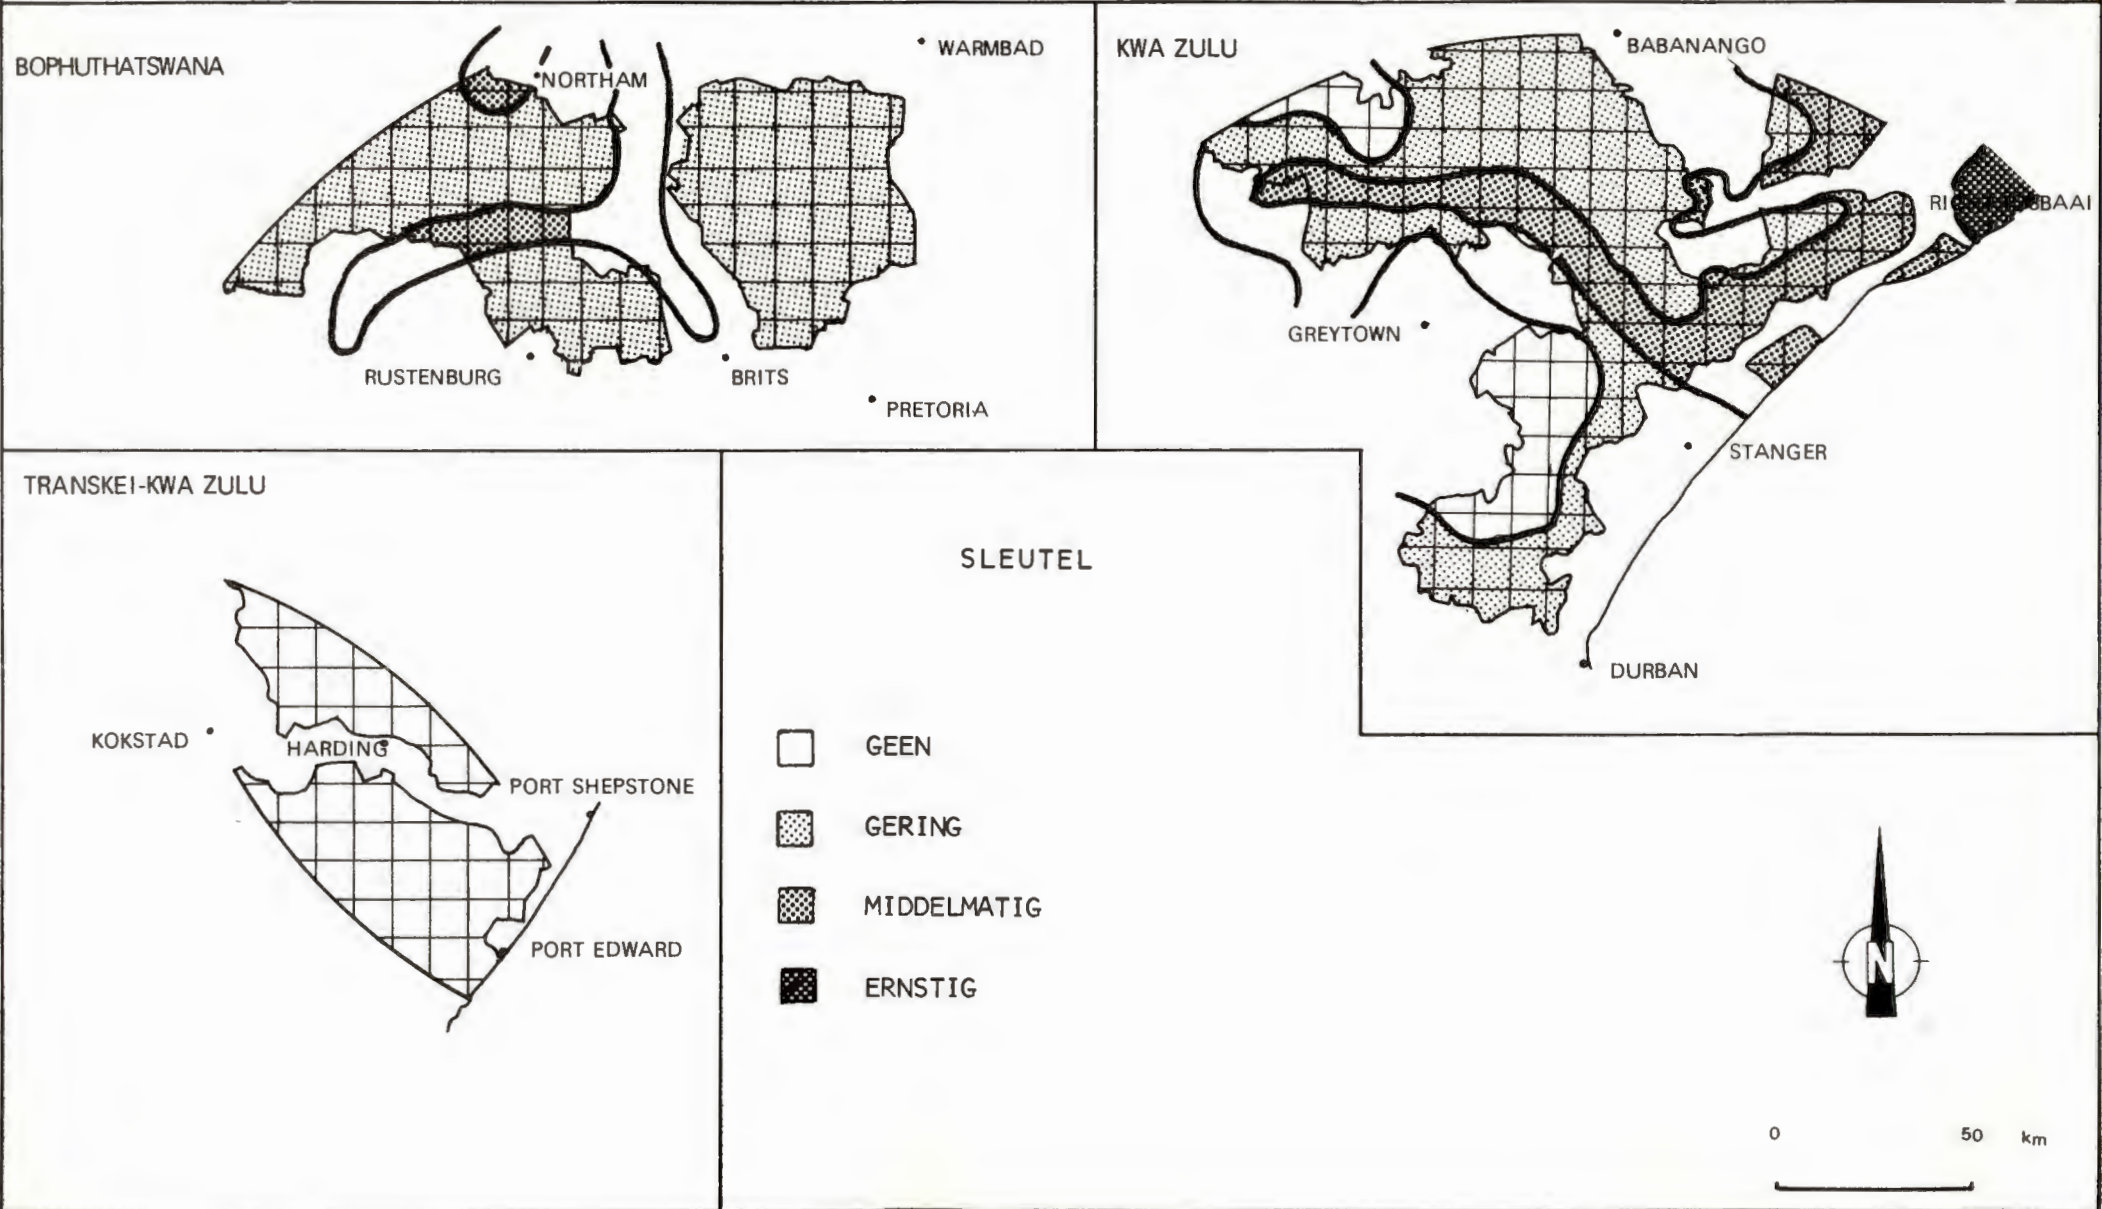 BOPHUTHATSWANA
NORTHAM
WARMBAD
RUSTENBURG
BRITS
PRETORIA
KWA ZULU
BABANANGO
BAAI
GREYTOWN
STANGER
DURBAN
TRANSKEI-KWA ZULU
KOKSTAD
HARDING
PORT SHEPSTONE
PORT EDWARD
SLEUTEL
GEEN
GERING
MIDDELMATIG
ERNSTIG
N
0 50 km